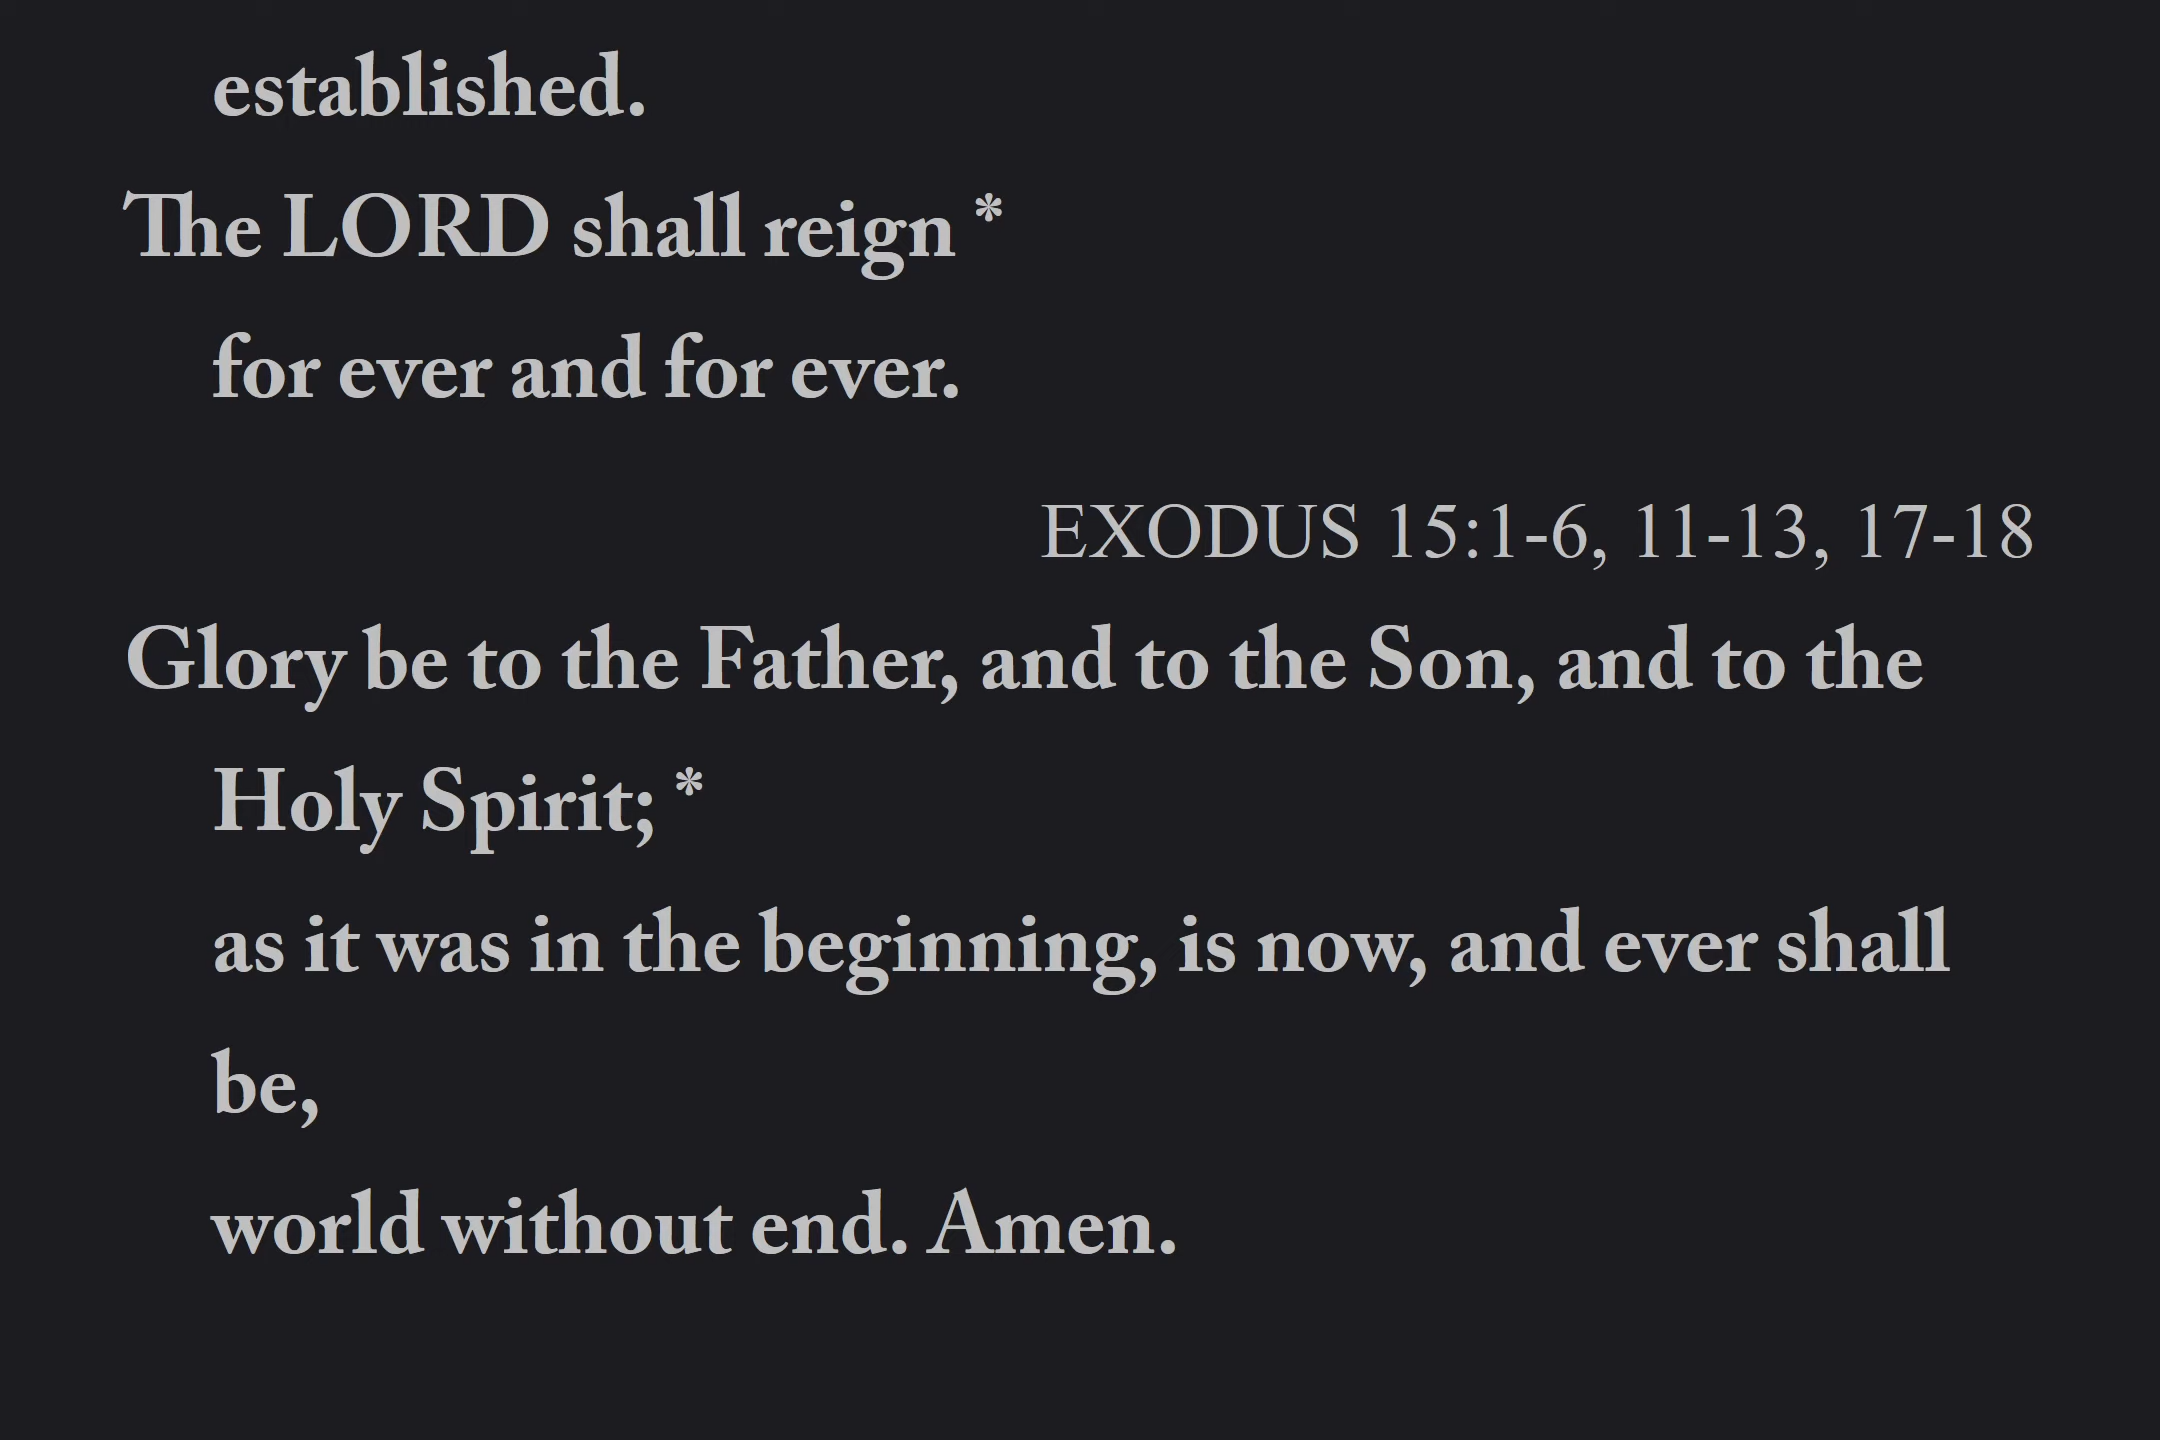 established.
The LORD shall reign *
for ever and for ever.
EXODUS 15:1-6, 11-13, 17-18
Glory be to the Father, and to the Son, and to the
Holy Spirit; *
as it was in the beginning, is now, and ever shall
be,
world without end. Amen.